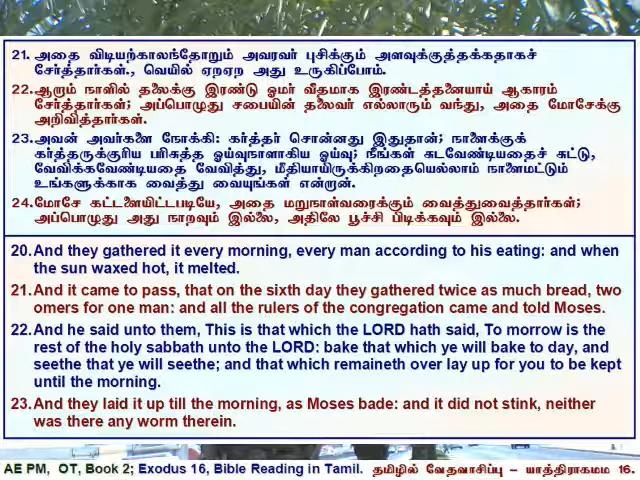 21. அதை விடியற்காலந்தோறும் அவரவர் புசிக்கும் அளவுக்குத்தக்கதாகச்
சேர்த்தார்கள்., வெயில் ஏறஏற அது உருகிப்போம்.
22. ஆறாம் நாளில் தலைக்கு இரண்டு ஓமர் வீதமாக இரண்டத்தனையாய் ஆகாரம்
சேர்த்தார்கள்; அப்பொழுது சபையின் தலைவர் எல்லாரும் வந்து, அதை மோசேக்கு
அறிவித்தார்கள்.
23. அவன் அவர்களை நோக்கி: கர்த்தர் சொன்னது இதுதான்; நாளைக்குக்
கர்த்தருக்குரிய பரிசுத்த ஓய்வுநாளாகிய ஓய்வு; நீங்கள் சுடவேண்டியதைச் சுட்டு,
வேவிக்கவேண்டியதை வேவித்து, மீதியாயிருக்கிறதையெல்லாம் நாளைமட்டும்
உங்களுக்காக வைத்து வையுங்கள் என்றான்.
24. மோசே கட்டளையிட்டபடியே, அதை மறுநாள்வரைக்கும் வைத்துவைத்தார்கள்;
அப்பொழுது அது நாறவும் இல்லை, அதிலே பூச்சி பிடிக்கவும் இல்லை.
20. And they gathered it every morning, every man according to his eating: and when
the sun waxed hot, it melted.
21. And it came to pass, that on the sixth day they gathered twice as much bread, two
omers for one man: and all the rulers of the congregation came and told Moses.
22. And he said unto them, This is that which the LORD hath said, To morrow is the
rest of the holy sabbath unto the LORD: bake that which ye will bake to day, and
seethe that ye will seethe; and that which remaineth over lay up for you to be kept
until the morning.
23. And they laid it up till the morning, as Moses bade: and it did not stink, neither
was there any worm therein.
AE PM, OT, Book 2; Exodus 16, Bible Reading in Tamil. தமிழில் வேதவாசிப்பு – யாத்திராகமம 16.